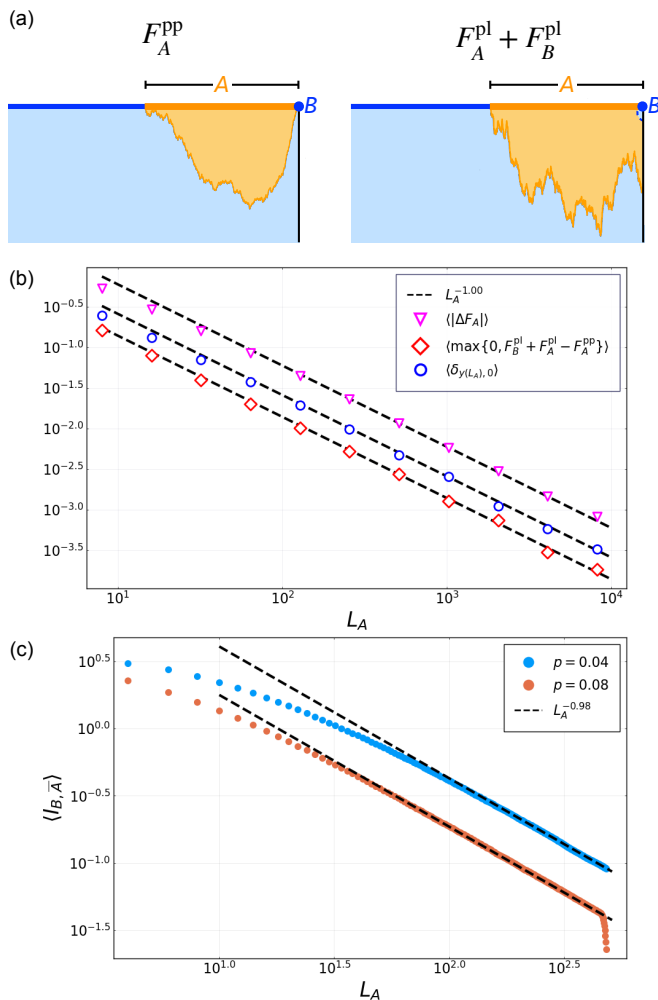 (a)
F_A^pp
F_A^pl + F_B^pl
A
B
A
B
(b)
10^−0.5
10^−1.0
10^−1.5
10^−2.0
10^−2.5
10^−3.0
10^−3.5
L_A^−1.00
⟨|ΔF_A|⟩
⟨max{0, F_B^pl + F_A^pl − F_A^pp}⟩
⟨δ_{y(L_A),0}⟩
10^1
10^2
10^3
10^4
L_A
(c)
10^0.5
10^0.0
10^−0.5
10^−1.0
10^−1.5
⟨I_{B,A̅}⟩
p = 0.04
p = 0.08
L_A^−0.98
10^1.0
10^1.5
10^2.0
10^2.5
L_A